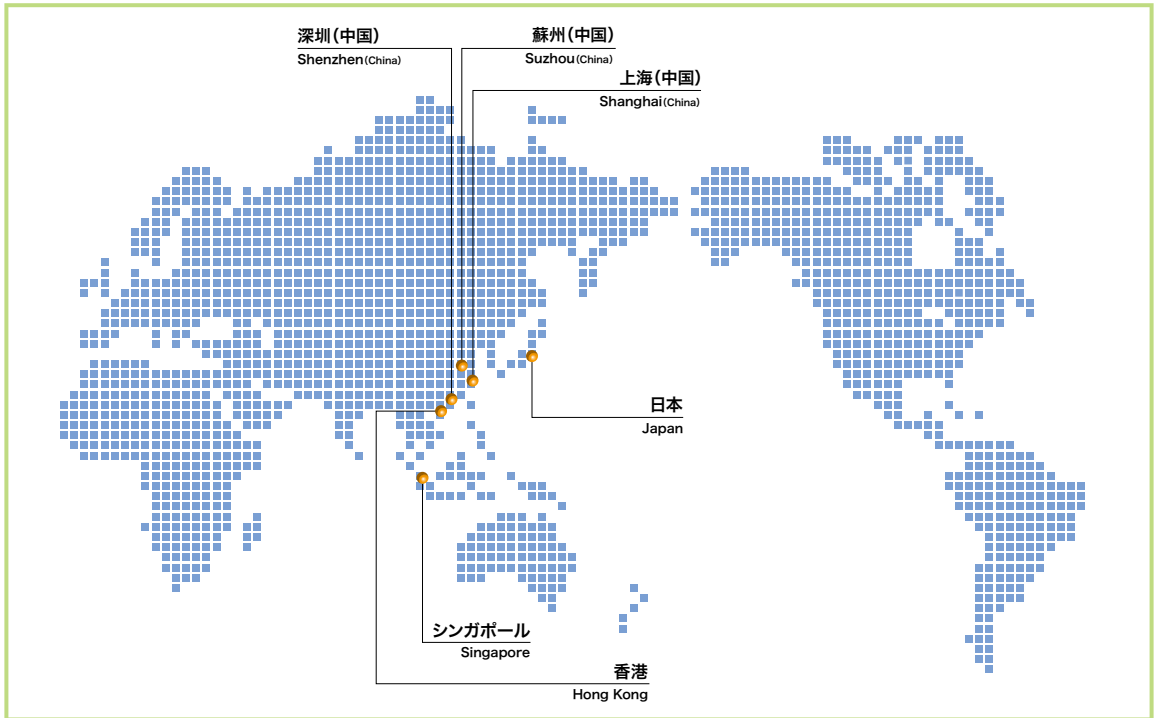 深圳(中国)
Shenzhen(China)
蘇州(中国)
Suzhou(China)
上海(中国)
Shanghai(China)
日本
Japan
シンガポール
Singapore
香港
Hong Kong